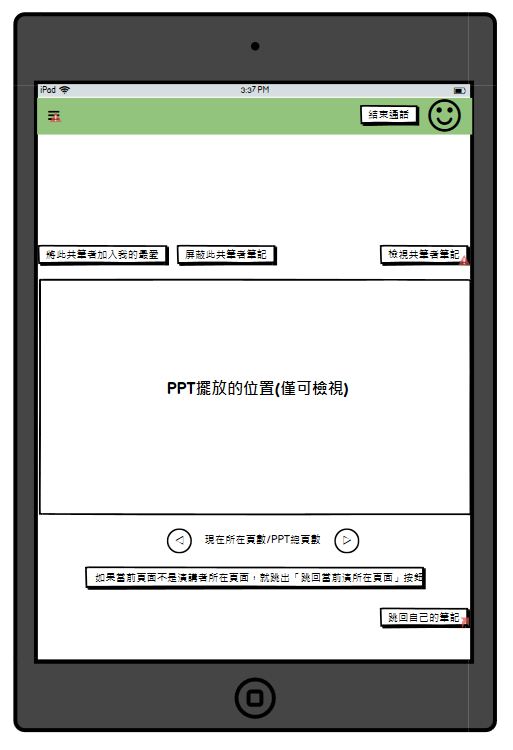 iPod
3:37 PM
結束通話
將此共筆者加入我的最愛
屏蔽此共筆者筆記
檢視共筆者筆記
PPT擺放的位置(僅可檢視)
現在所在頁數/PPT總頁數
如果當前頁面不是演講者所在頁面，就跳出「跳回當前演所在頁面」按鈕
跳回自己的筆記